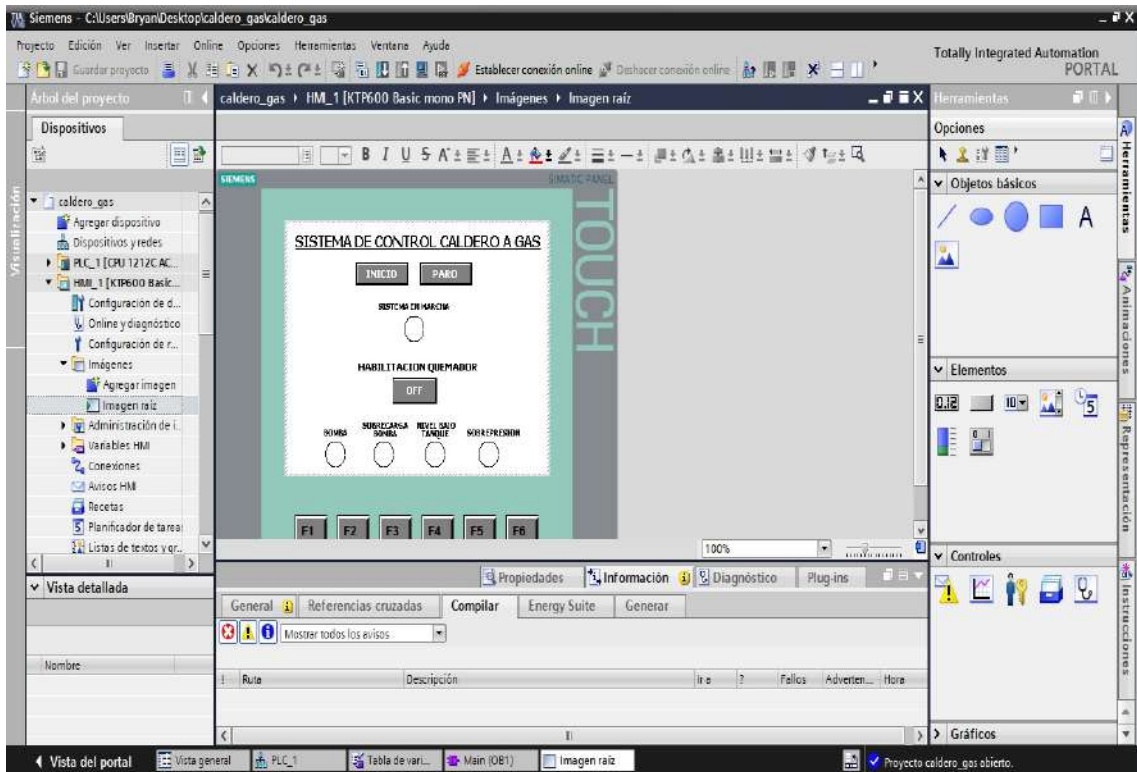 Siemens - C:\Users\Bryan\Desktop\caldero_gas\caldero_gas
Proyecto Edición Ver Insertar Online Opciones Herramientas Ventana Ayuda
Guardar proyecto Establecer conexión online Deshacer conexión online
Totally Integrated Automation
PORTAL
Árbol del proyecto
caldero_gas HMI_1 [KTP600 Basic mono PN] Imágenes Imagen raíz
Herramientas
Dispositivos
Opciones
B I U S A
Visualización
SIEMENS SIMATIC PANEL
TOUCH
caldero_gas
Agregar dispositivo
Dispositivos y redes
PLC_1 [CPU 1212C AC...
HMI_1 [KTP600 Basic...
Configuración de d...
Online y diagnóstico
Configuración de r...
Imágenes
Agregar imagen
Imagen raíz
Administración de i...
Variables HMI
Conexiones
Avisos HMI
Recetas
Planificador de tareas
Listas de textos y gr...
SISTEMA DE CONTROL CALDERO A GAS
INICIO PARO
SISTEMA EN MARCHA
HABILITACION QUEMADOR
OFF
BOMBA
SOBRECARGA BOMBA
NIVEL BAJO TANQUE
SOBREPRESION
F1 F2 F3 F4 F5 F6
100%
Objetos básicos
A
Elementos
Controles
Gráficos
Herramientas
Animaciones
Representación
Instrucciones
Vista detallada
Nombre
Propiedades Información Diagnóstico Plug-ins
General Referencias cruzadas Compilar Energy Suite Generar
Mostrar todos los avisos
! Ruta Descripción Ir a ? Fallos Adverten... Hora
Vista del portal Vista general PLC_1 Tabla de vari... Main (OB1) Imagen raíz
Proyecto caldero_gas abierto.